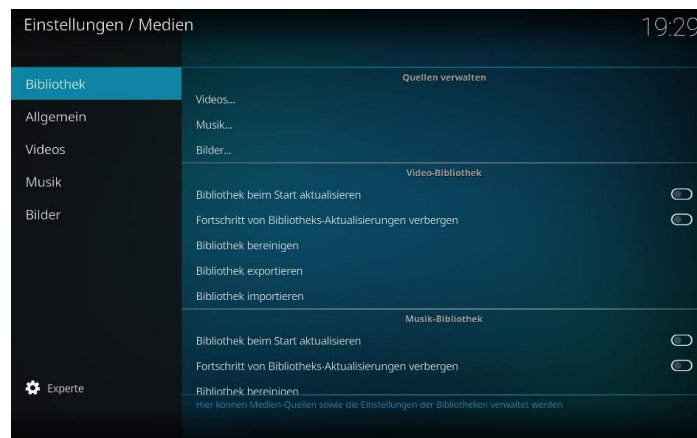 Einstellungen / Medien
19:29
Bibliothek
Allgemein
Videos
Musik
Bilder
Experte
Quellen verwalten
Videos...
Musik...
Bilder...
Video-Bibliothek
Bibliothek beim Start aktualisieren
Fortschritt von Bibliotheks-Aktualisierungen verbergen
Bibliothek bereinigen
Bibliothek exportieren
Bibliothek importieren
Musik-Bibliothek
Bibliothek beim Start aktualisieren
Fortschritt von Bibliotheks-Aktualisierungen verbergen
Bibliothek bereinigen
Hier können Medien-Quellen sowie die Einstellungen der Bibliotheken verwaltet werden